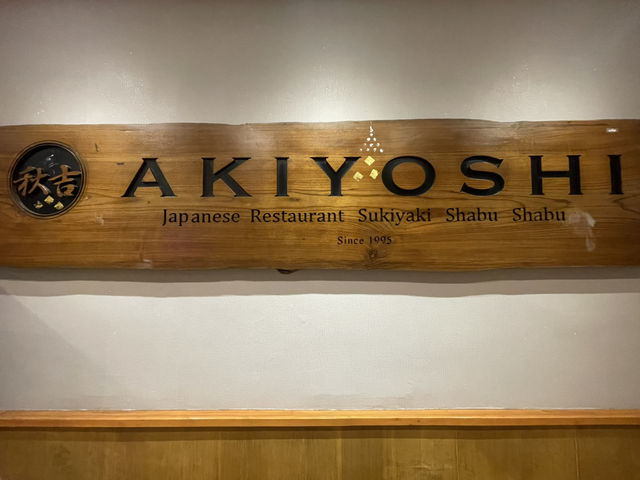 秋吉
AKIYOSHI
Japanese Restaurant Sukiyaki Shabu Shabu
Since 1995